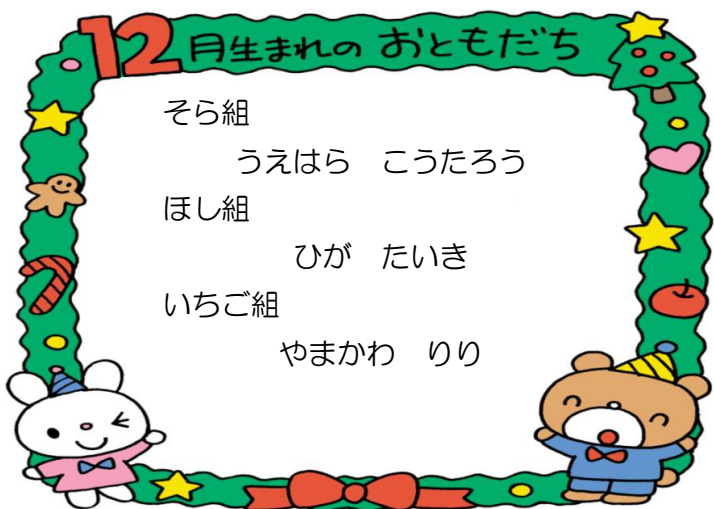 12月生まれの おともだち
そら組
うえはら　こうたろう
ほし組
ひが　たいき
いちご組
やまかわ　りり